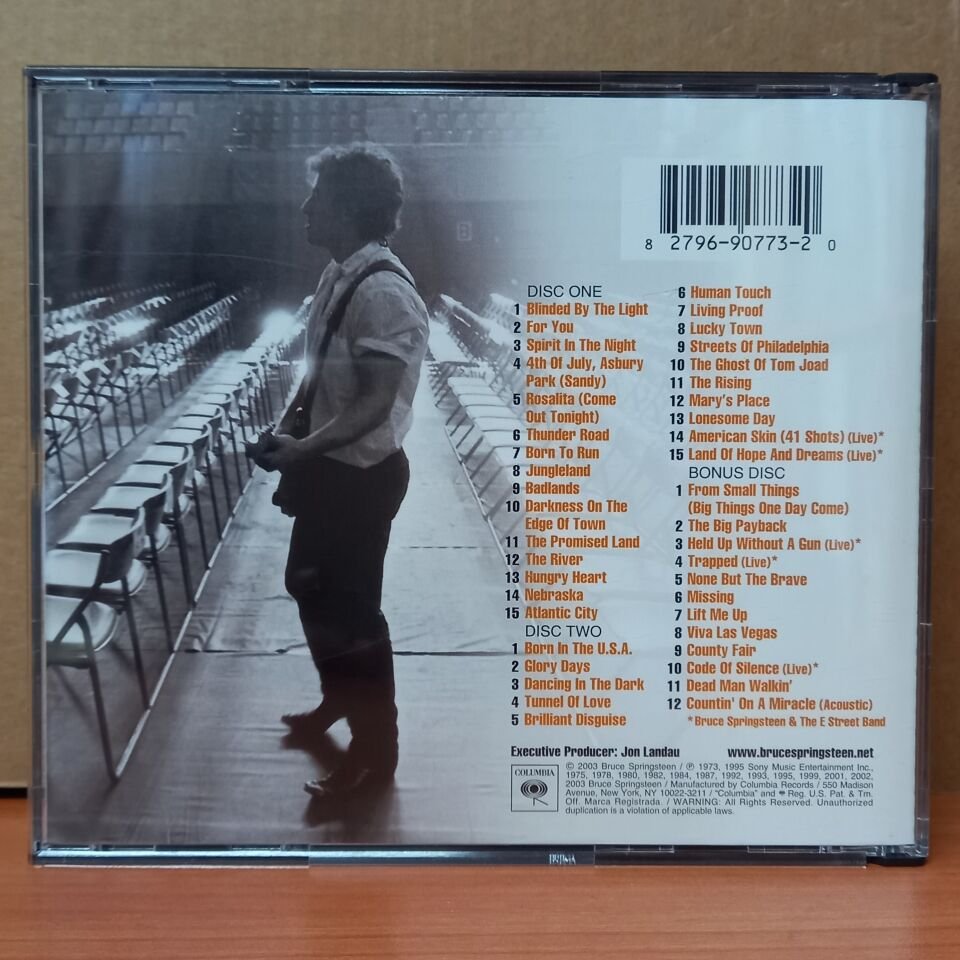 8 2796-90773-2 0
DISC ONE
1 Blinded By The Light
2 For You
3 Spirit In The Night
4 4th Of July, Asbury
Park (Sandy)
5 Rosalita (Come
Out Tonight)
6 Thunder Road
7 Born To Run
8 Jungleland
9 Badlands
10 Darkness On The
Edge Of Town
11 The Promised Land
12 The River
13 Hungry Heart
14 Nebraska
15 Atlantic City
DISC TWO
1 Born In The U.S.A.
2 Glory Days
3 Dancing In The Dark
4 Tunnel Of Love
5 Brilliant Disguise
6 Human Touch
7 Living Proof
8 Lucky Town
9 Streets Of Philadelphia
10 The Ghost Of Tom Joad
11 The Rising
12 Mary's Place
13 Lonesome Day
14 American Skin (41 Shots) (Live)*
15 Land Of Hope And Dreams (Live)*
BONUS DISC
1 From Small Things
(Big Things One Day Come)
2 The Big Payback
3 Held Up Without A Gun (Live)*
4 Trapped (Live)*
5 None But The Brave
6 Missing
7 Lift Me Up
8 Viva Las Vegas
9 County Fair
10 Code Of Silence (Live)*
11 Dead Man Walkin'
12 Countin' On A Miracle (Acoustic)
*Bruce Springsteen & The E Street Band
Executive Producer: Jon Landau www.brucespringsteen.net
COLUMBIA
© 2003 Bruce Springsteen / ℗ 1973, 1995 Sony Music Entertainment Inc.,
1975, 1978, 1980, 1982, 1984, 1987, 1992, 1993, 1995, 1999, 2001, 2002,
2003 Bruce Springsteen / Manufactured by Columbia Records / 550 Madison
Avenue, New York, NY 10022-3211 / "Columbia" and Reg. U.S. Pat. & Tm.
Off. Marca Registrada. / WARNING: All Rights Reserved. Unauthorized
duplication is a violation of applicable laws.